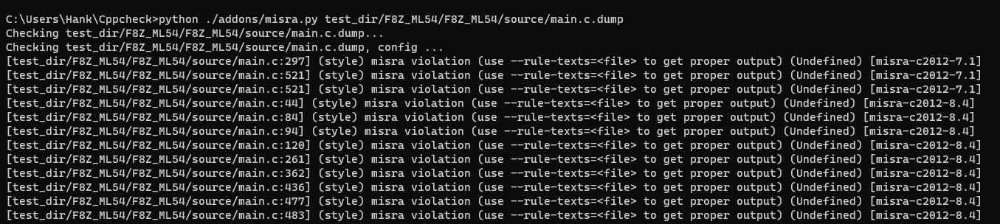 C:\Users\Hank\Cppcheck>python ./addons/misra.py test_dir/F8Z_ML54/F8Z_ML54/source/main.c.dump
Checking test_dir/F8Z_ML54/F8Z_ML54/source/main.c.dump...
Checking test_dir/F8Z_ML54/F8Z_ML54/source/main.c.dump, config ...
[test_dir/F8Z_ML54/F8Z_ML54/source/main.c:297] (style) misra violation (use --rule-texts=<file> to get proper output) (Undefined) [misra-c2012-7.1]
[test_dir/F8Z_ML54/F8Z_ML54/source/main.c:521] (style) misra violation (use --rule-texts=<file> to get proper output) (Undefined) [misra-c2012-7.1]
[test_dir/F8Z_ML54/F8Z_ML54/source/main.c:521] (style) misra violation (use --rule-texts=<file> to get proper output) (Undefined) [misra-c2012-7.1]
[test_dir/F8Z_ML54/F8Z_ML54/source/main.c:44] (style) misra violation (use --rule-texts=<file> to get proper output) (Undefined) [misra-c2012-8.4]
[test_dir/F8Z_ML54/F8Z_ML54/source/main.c:84] (style) misra violation (use --rule-texts=<file> to get proper output) (Undefined) [misra-c2012-8.4]
[test_dir/F8Z_ML54/F8Z_ML54/source/main.c:94] (style) misra violation (use --rule-texts=<file> to get proper output) (Undefined) [misra-c2012-8.4]
[test_dir/F8Z_ML54/F8Z_ML54/source/main.c:120] (style) misra violation (use --rule-texts=<file> to get proper output) (Undefined) [misra-c2012-8.4]
[test_dir/F8Z_ML54/F8Z_ML54/source/main.c:261] (style) misra violation (use --rule-texts=<file> to get proper output) (Undefined) [misra-c2012-8.4]
[test_dir/F8Z_ML54/F8Z_ML54/source/main.c:362] (style) misra violation (use --rule-texts=<file> to get proper output) (Undefined) [misra-c2012-8.4]
[test_dir/F8Z_ML54/F8Z_ML54/source/main.c:436] (style) misra violation (use --rule-texts=<file> to get proper output) (Undefined) [misra-c2012-8.4]
[test_dir/F8Z_ML54/F8Z_ML54/source/main.c:477] (style) misra violation (use --rule-texts=<file> to get proper output) (Undefined) [misra-c2012-8.4]
[test_dir/F8Z_ML54/F8Z_ML54/source/main.c:483] (style) misra violation (use --rule-texts=<file> to get proper output) (Undefined) [misra-c2012-8.4]